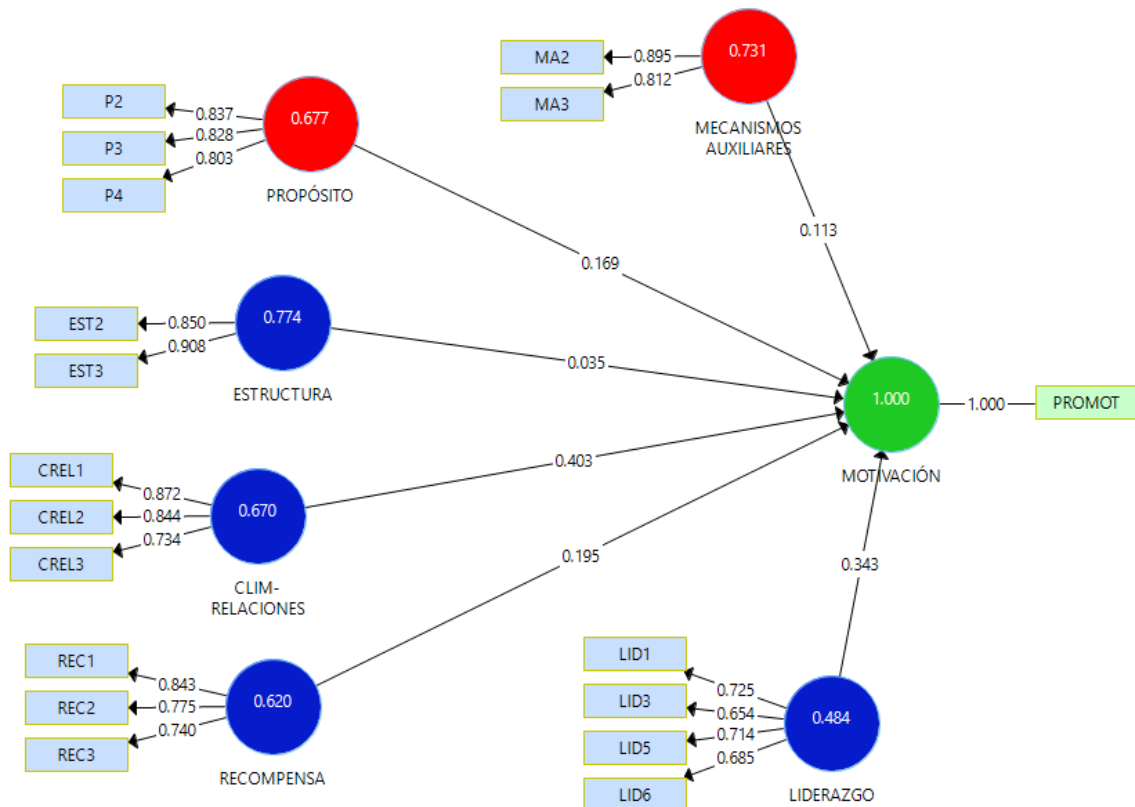 MA2
0.895
0.812
MA3
0.731
MECANISMOS
AUXILIARES
P2
0.837
P3
0.828
0.803
P4
0.677
PROPÓSITO
0.113
0.169
EST2
0.850
0.908
EST3
0.774
ESTRUCTURA
0.035
1.000
1.000
PROMOT
MOTIVACIÓN
CREL1
0.872
CREL2
0.844
0.734
CREL3
0.670
CLIM-
RELACIONES
0.403
0.195
0.343
REC1
0.843
REC2
0.775
0.740
REC3
0.620
RECOMPENSA
LID1
0.725
LID3
0.654
0.714
LID5
0.685
LID6
0.484
LIDERAZGO